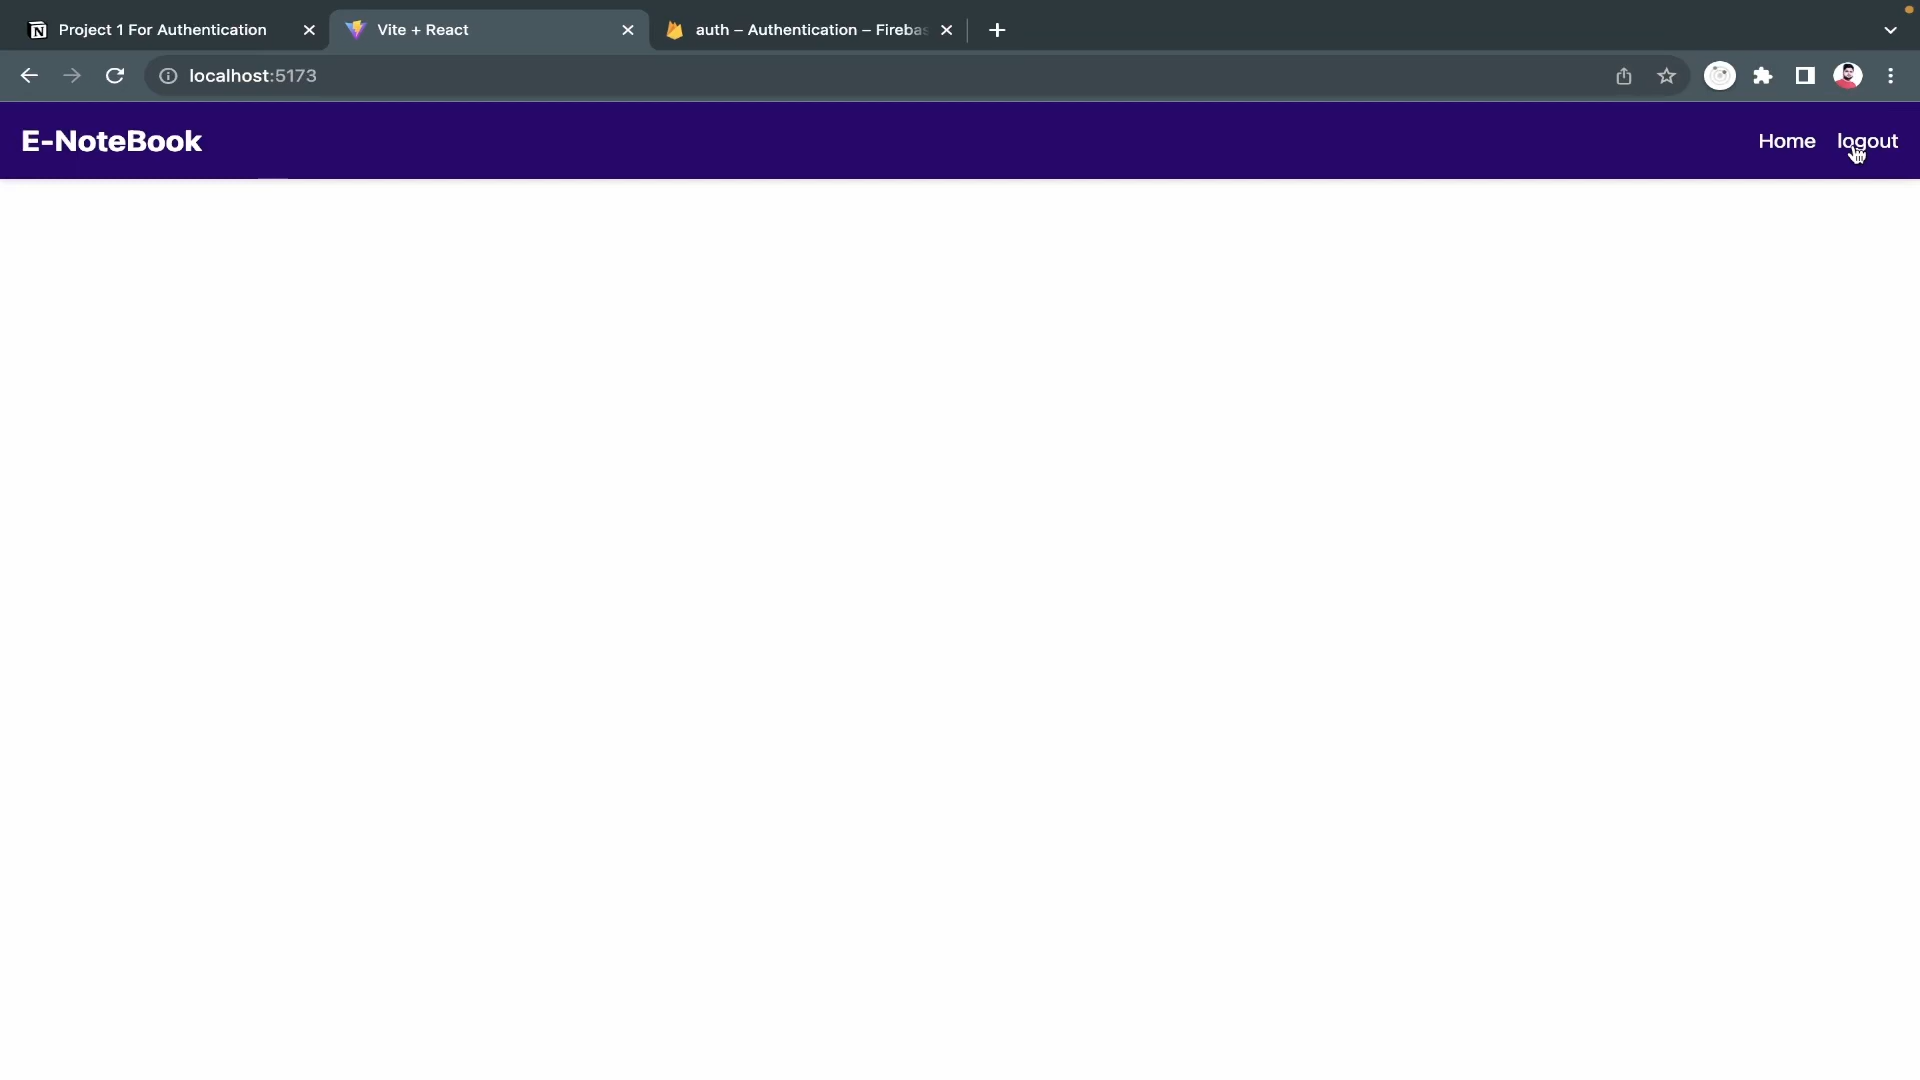 Project 1 For Authentication
Vite + React
auth – Authentication – Firebas
localhost:5173
E-NoteBook
Home
logout